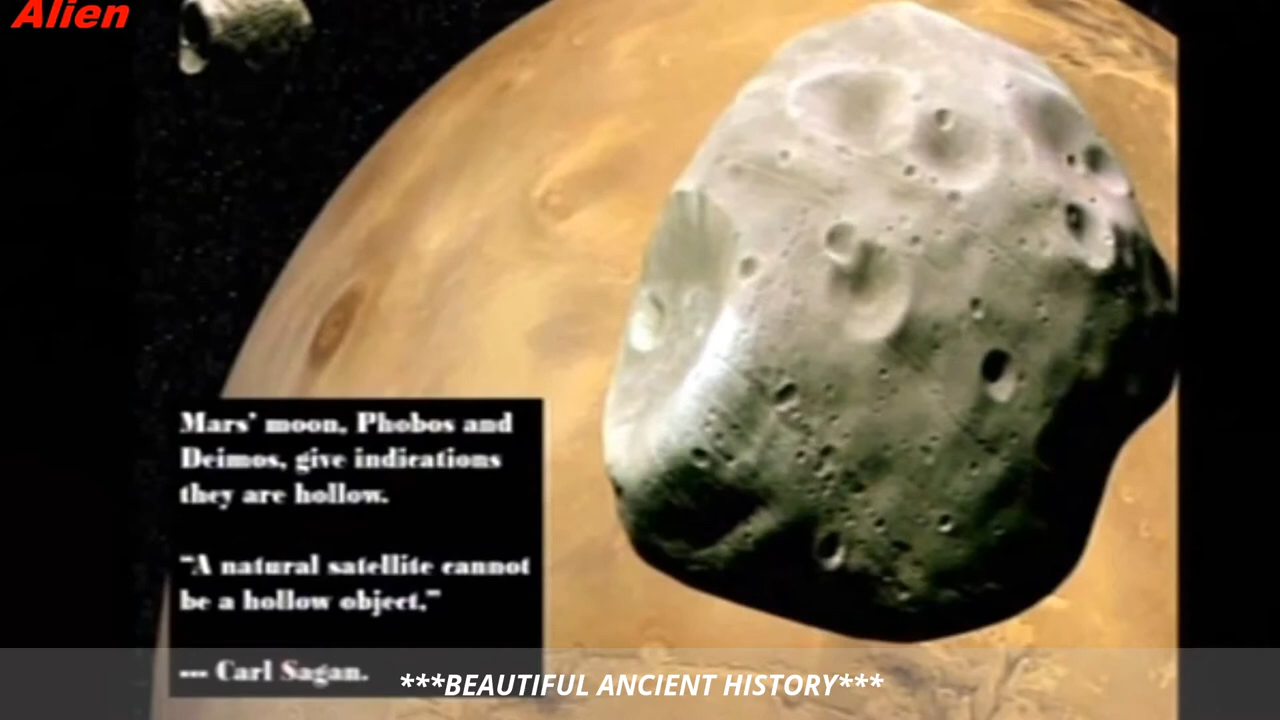 Alien
Mars' moon, Phobos and
Deimos, give indications
they are hollow.
"A natural satellite cannot
be a hollow object."
--- Carl Sagan.
***BEAUTIFUL ANCIENT HISTORY***